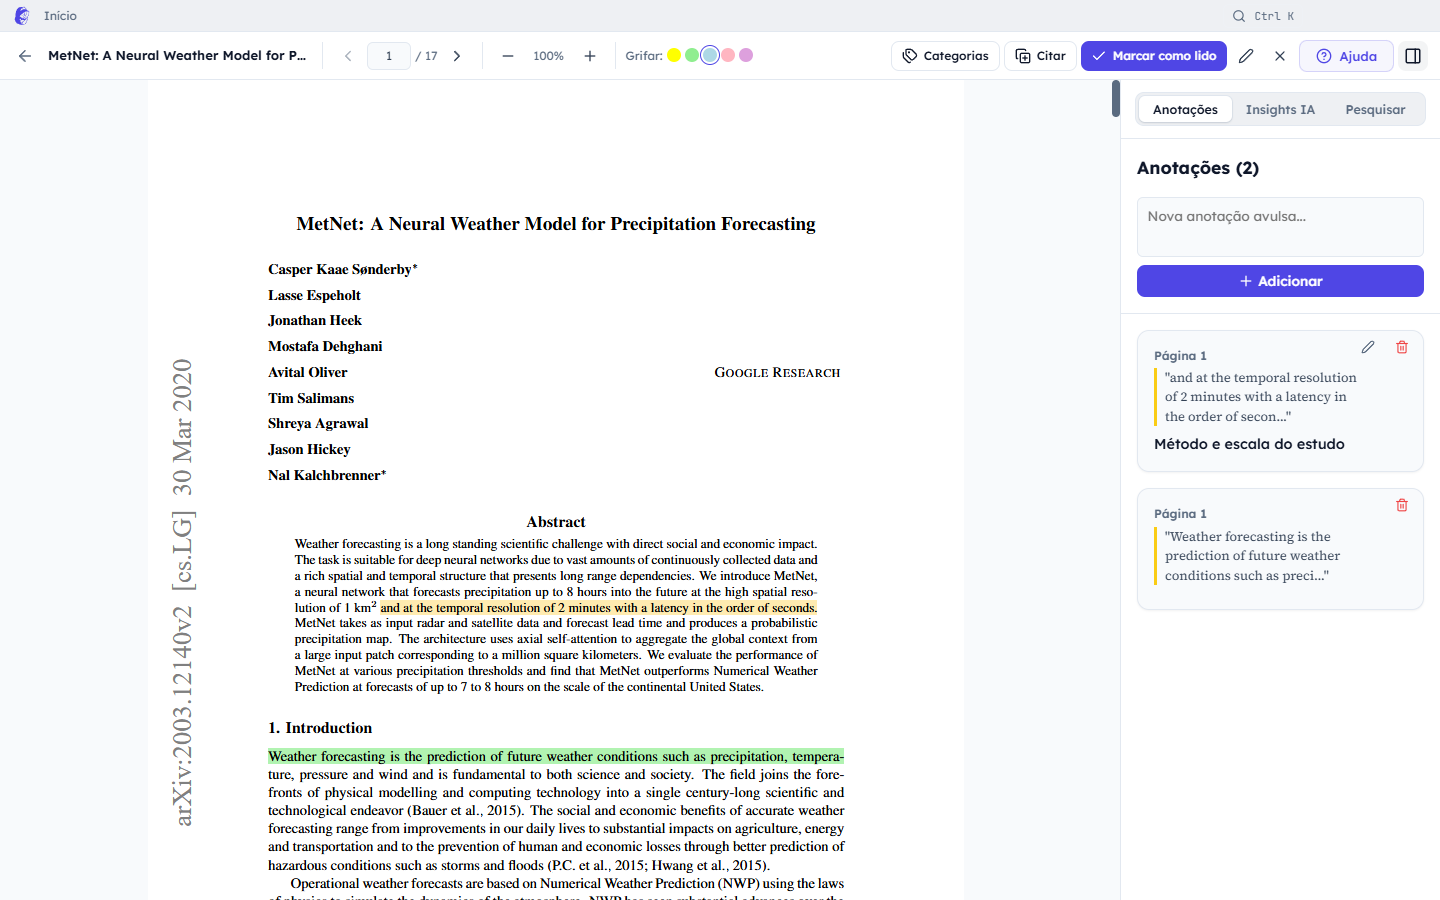 Início
Ctrl K
MetNet: A Neural Weather Model for P...
1 / 17
100%
Grifar:
Categorias
Citar
Marcar como lido
Ajuda
MetNet: A Neural Weather Model for Precipitation Forecasting
Casper Kaae Sønderby*
Lasse Espeholt
Jonathan Heek
Mostafa Dehghani
Avital Oliver
Tim Salimans
Shreya Agrawal
Jason Hickey
Nal Kalchbrenner*
GOOGLE RESEARCH
arXiv:2003.12140v2 [cs.LG] 30 Mar 2020
Abstract
Weather forecasting is a long standing scientific challenge with direct social and economic impact.
The task is suitable for deep neural networks due to vast amounts of continuously collected data and
a rich spatial and temporal structure that presents long range dependencies. We introduce MetNet,
a neural network that forecasts precipitation up to 8 hours into the future at the high spatial reso-
lution of 1 km² and at the temporal resolution of 2 minutes with a latency in the order of seconds.
MetNet takes as input radar and satellite data and forecast lead time and produces a probabilistic
precipitation map. The architecture uses axial self-attention to aggregate the global context from
a large input patch corresponding to a million square kilometers. We evaluate the performance of
MetNet at various precipitation thresholds and find that MetNet outperforms Numerical Weather
Prediction at forecasts of up to 7 to 8 hours on the scale of the continental United States.
1. Introduction
Weather forecasting is the prediction of future weather conditions such as precipitation, tempera-
ture, pressure and wind and is fundamental to both science and society. The field joins the fore-
fronts of physical modelling and computing technology into a single century-long scientific and
technological endeavor (Bauer et al., 2015). The social and economic benefits of accurate weather
forecasting range from improvements in our daily lives to substantial impacts on agriculture, energy
and transportation and to the prevention of human and economic losses through better prediction of
hazardous conditions such as storms and floods (P.C. et al., 2015; Hwang et al., 2015).
Operational weather forecasts are based on Numerical Weather Prediction (NWP) using the laws
Anotações
Insights IA
Pesquisar
Anotações (2)
Nova anotação avulsa...
Adicionar
Página 1
"and at the temporal resolution
of 2 minutes with a latency in
the order of secon..."
Método e escala do estudo
Página 1
"Weather forecasting is the
prediction of future weather
conditions such as preci..."